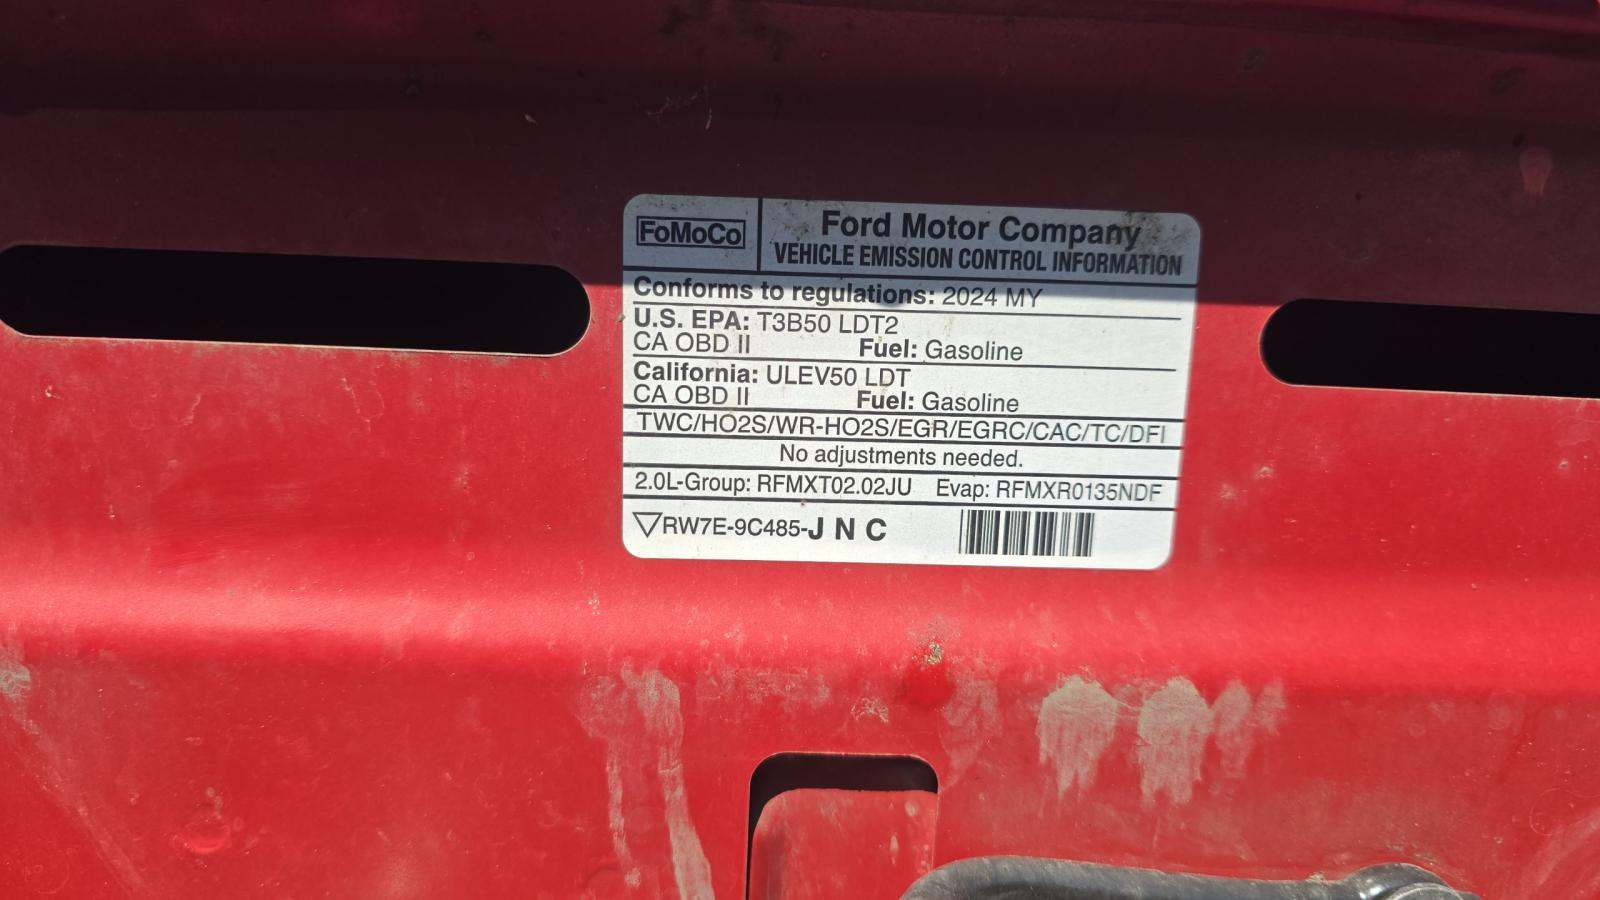 FoMoCo
Ford Motor Company
VEHICLE EMISSION CONTROL INFORMATION
Conforms to regulations: 2024 MY
U.S. EPA: T3B50 LDT2
CA OBD II Fuel: Gasoline
California: ULEV50 LDT
CA OBD II Fuel: Gasoline
TWC/HO2S/WR-HO2S/EGR/EGRC/CAC/TC/DFI
No adjustments needed.
2.0L-Group: RFMXT02.02JU Evap: RFMXR0135NDF
RW7E-9C485-J N C